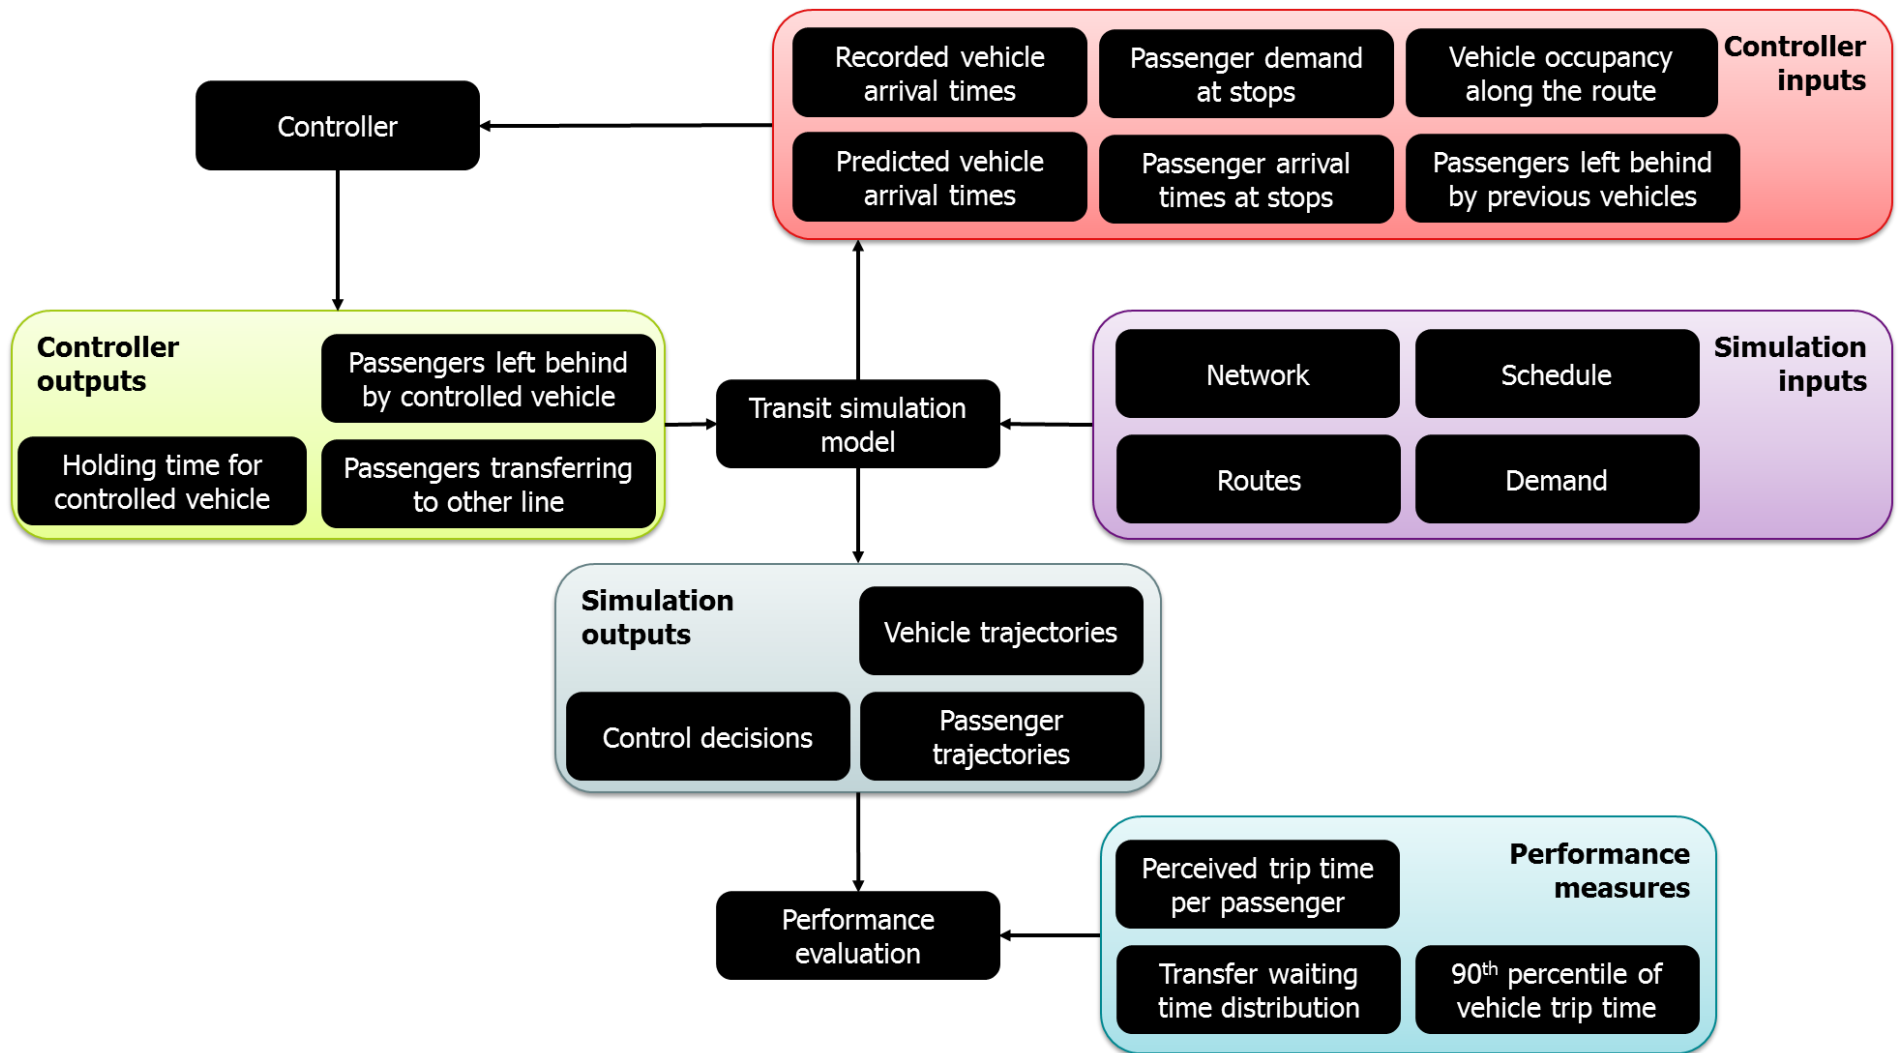 Controller
inputs
Recorded vehicle
arrival times
Passenger demand
at stops
Vehicle occupancy
along the route
Predicted vehicle
arrival times
Passenger arrival
times at stops
Passengers left behind
by previous vehicles
Controller
Controller
outputs
Passengers left behind
by controlled vehicle
Holding time for
controlled vehicle
Passengers transferring
to other line
Transit simulation
model
Simulation
inputs
Network
Schedule
Routes
Demand
Simulation
outputs
Vehicle trajectories
Control decisions
Passenger
trajectories
Performance
evaluation
Performance
measures
Perceived trip time
per passenger
Transfer waiting
time distribution
90th percentile of
vehicle trip time